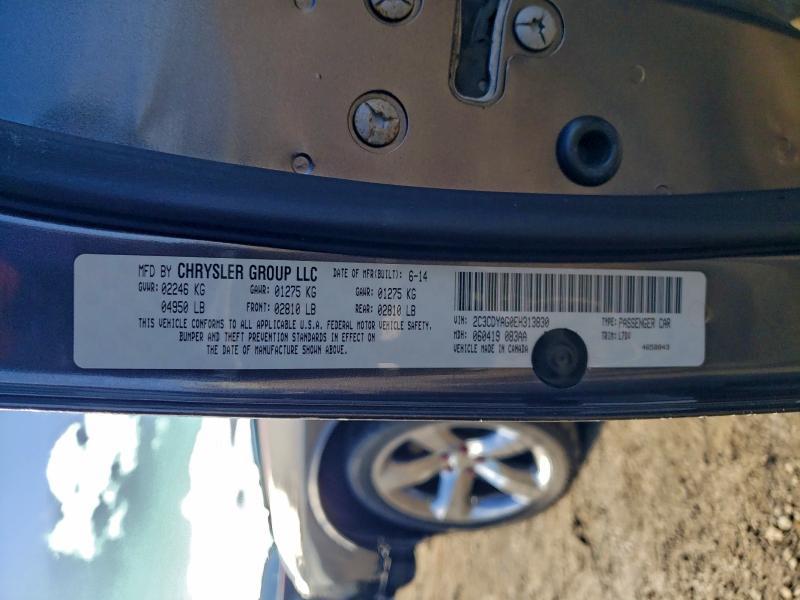 MFD BY CHRYSLER GROUP LLC DATE OF MFR(BUILT): 6-14
GVWR: 02246 KG GAWR: 01275 KG GAWR: 01275 KG
04950 LB FRONT: 02810 LB REAR: 02810 LB
THIS VEHICLE CONFORMS TO ALL APPLICABLE U.S.A. FEDERAL MOTOR VEHICLE SAFETY,
BUMPER AND THEFT PREVENTION STANDARDS IN EFFECT ON
THE DATE OF MANUFACTURE SHOWN ABOVE.
VIN: 2C3CDYAG0EH313830 TYPE: PASSENGER CAR
MDH: 060419 083AA TRIM: L7DV
VEHICLE MADE IN CANADA 4658043